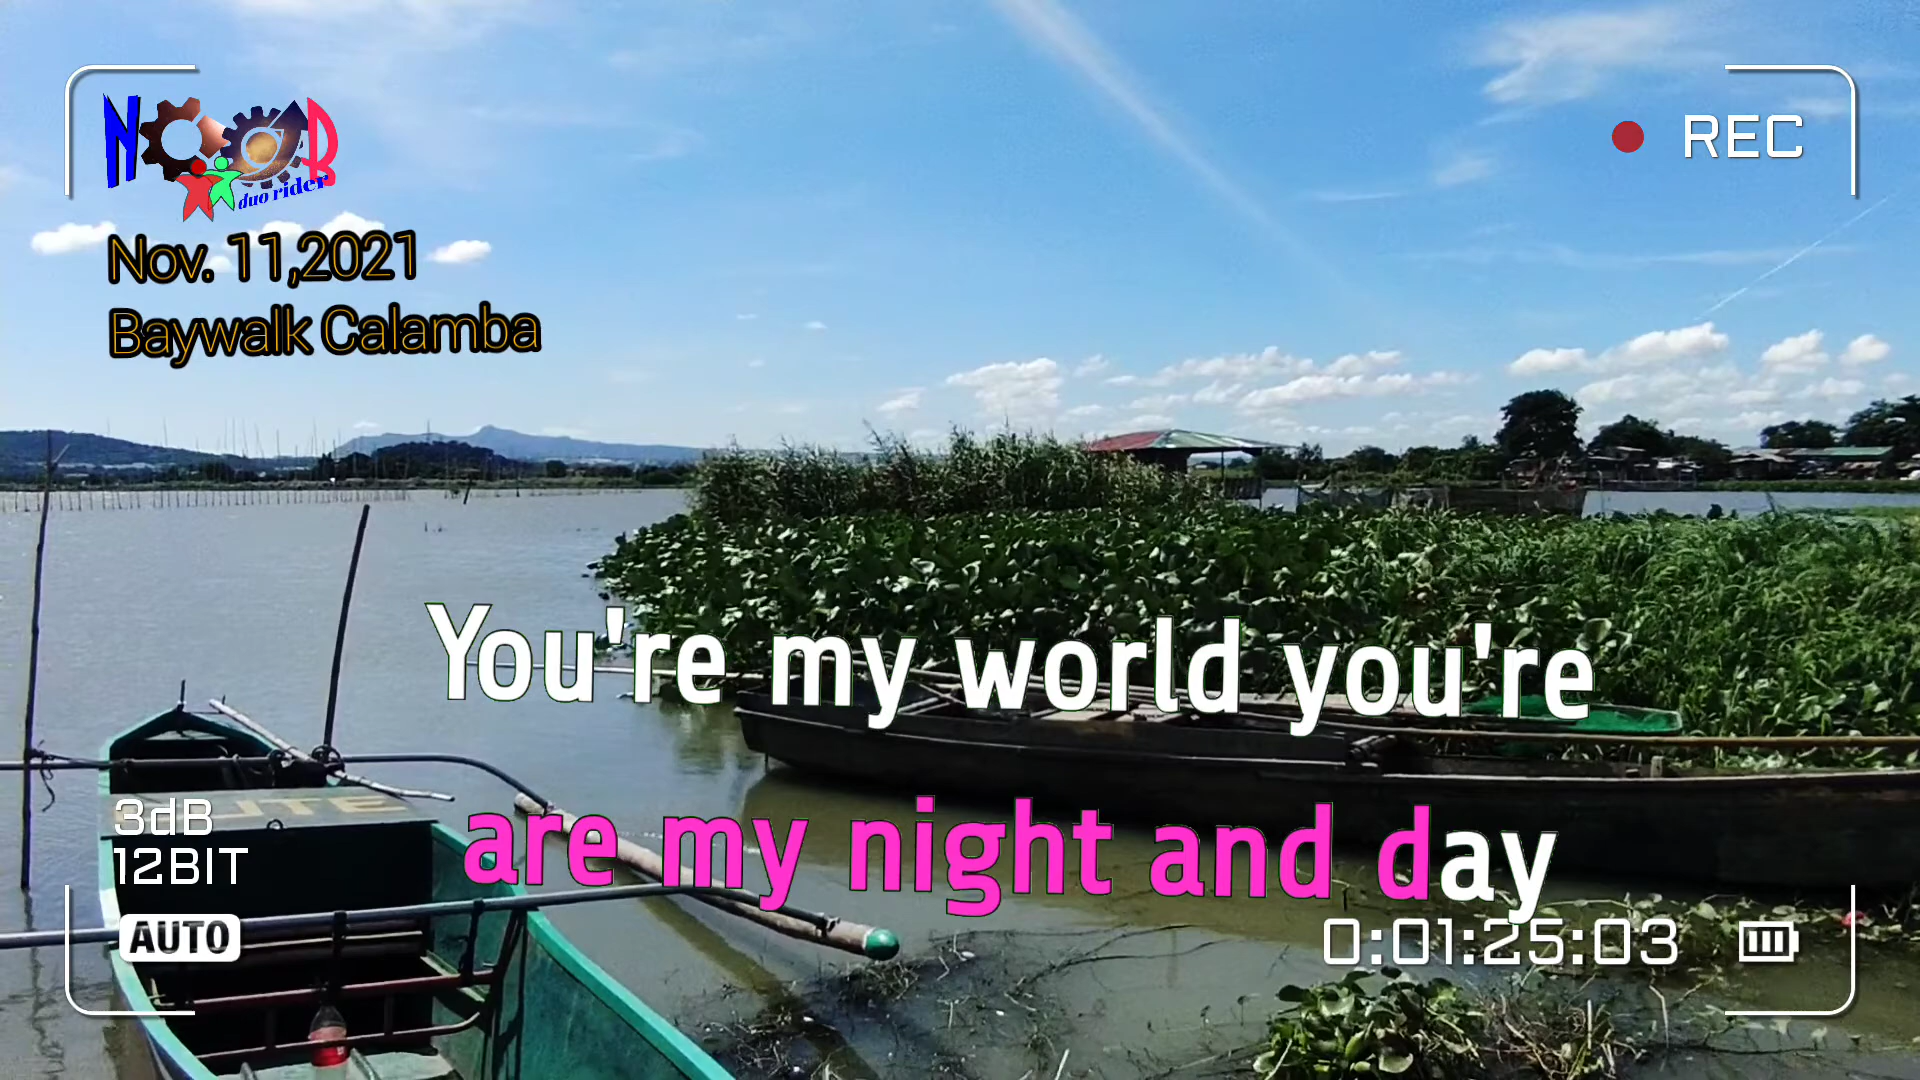 NOOB
duo rider
REC
Nov. 11,2021
Baywalk Calamba
You're my world you're
are my night and day
3dB
12BIT
AUTO
0:01:25:03